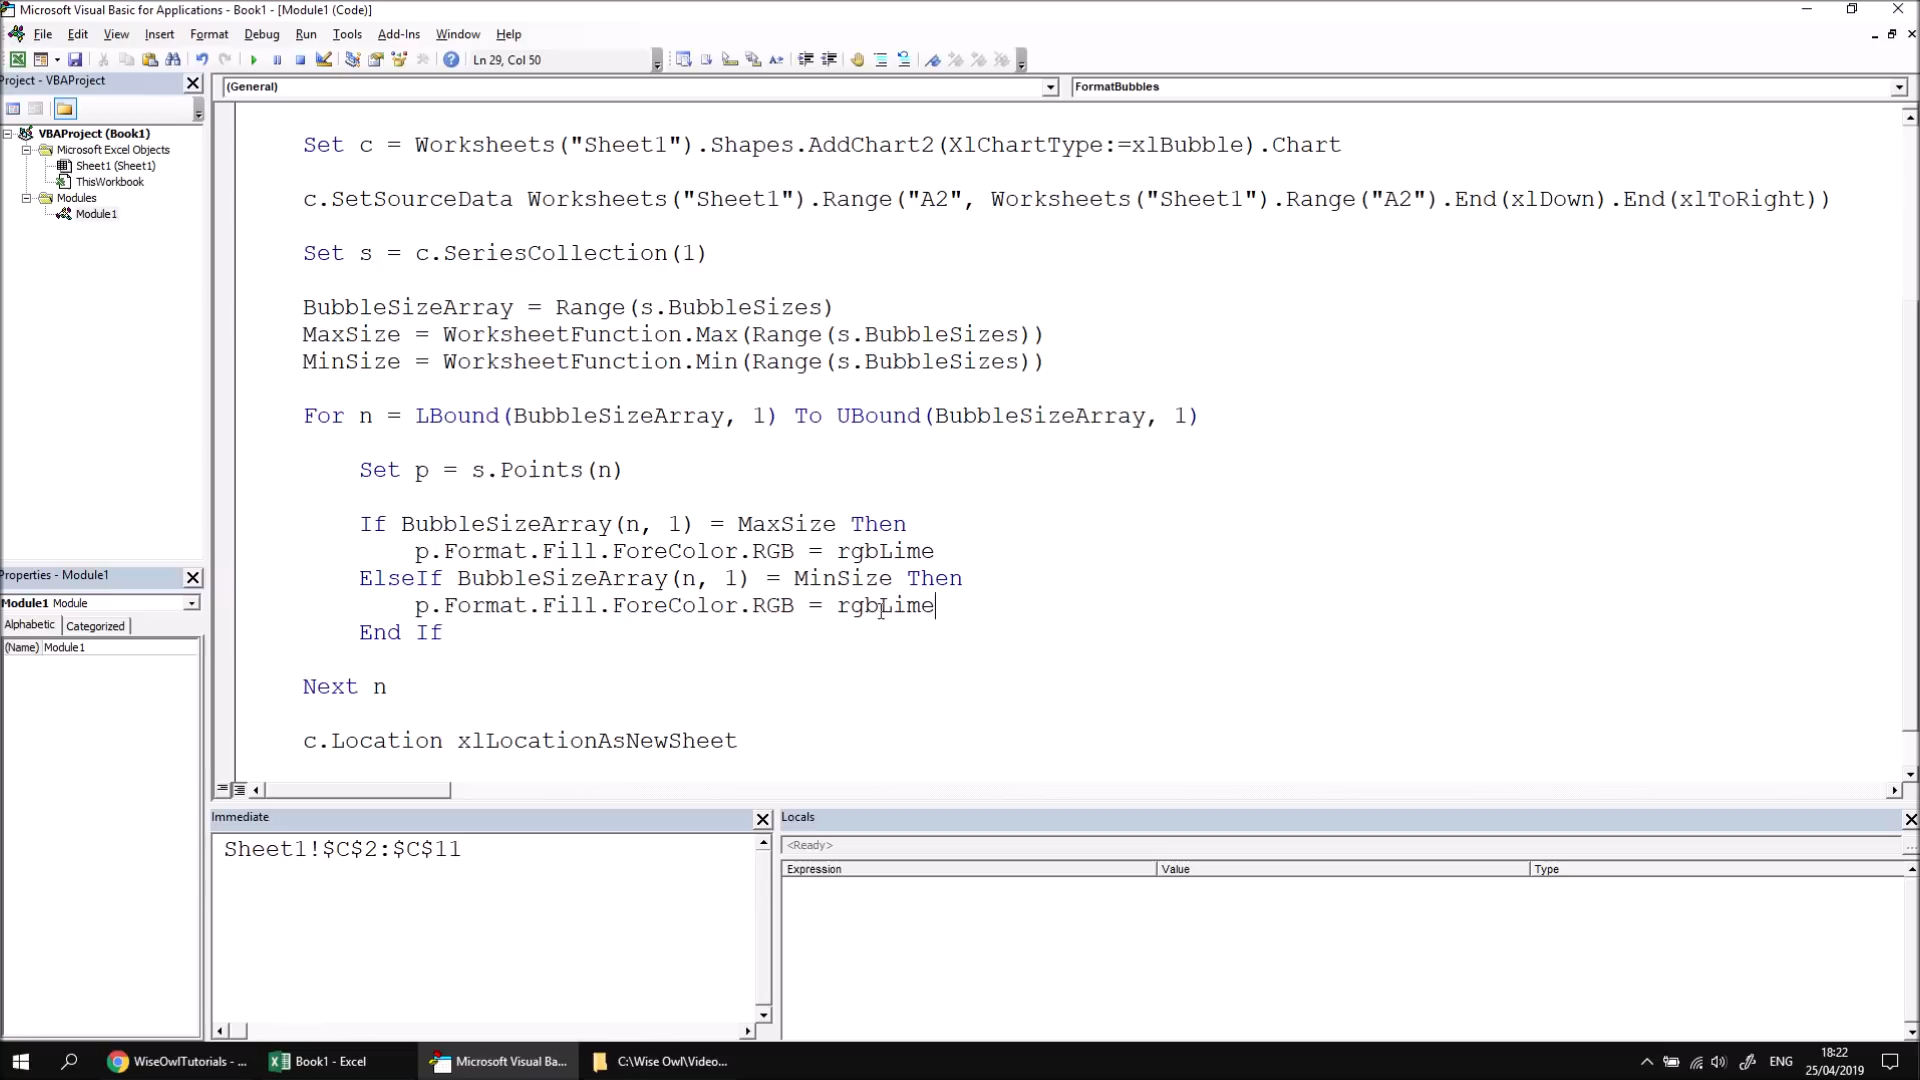 Microsoft Visual Basic for Applications - Book1 - [Module1 (Code)]
File Edit View Insert Format Debug Run Tools Add-Ins Window Help
Ln 29, Col 50
Project - VBAProject
(General)
FormatBubbles
VBAProject (Book1)
Microsoft Excel Objects
Sheet1 (Sheet1)
ThisWorkbook
Modules
Module1
Set c = Worksheets("Sheet1").Shapes.AddChart2(XlChartType:=xlBubble).Chart
c.SetSourceData Worksheets("Sheet1").Range("A2", Worksheets("Sheet1").Range("A2").End(xlDown).End(xlToRight))
Set s = c.SeriesCollection(1)
BubbleSizeArray = Range(s.BubbleSizes)
MaxSize = WorksheetFunction.Max(Range(s.BubbleSizes))
MinSize = WorksheetFunction.Min(Range(s.BubbleSizes))
For n = LBound(BubbleSizeArray, 1) To UBound(BubbleSizeArray, 1)
Set p = s.Points(n)
If BubbleSizeArray(n, 1) = MaxSize Then
p.Format.Fill.ForeColor.RGB = rgbLime
ElseIf BubbleSizeArray(n, 1) = MinSize Then
p.Format.Fill.ForeColor.RGB = rgbLime
End If
Next n
c.Location xlLocationAsNewSheet
Properties - Module1
Module1 Module
Alphabetic Categorized
(Name) Module1
Immediate
Sheet1!$C$2:$C$11
Locals
<Ready>
Expression Value Type
WiseOwlTutorials - ...
Book1 - Excel
Microsoft Visual Ba...
C:\Wise Owl\Video...
ENG
18:22
25/04/2019